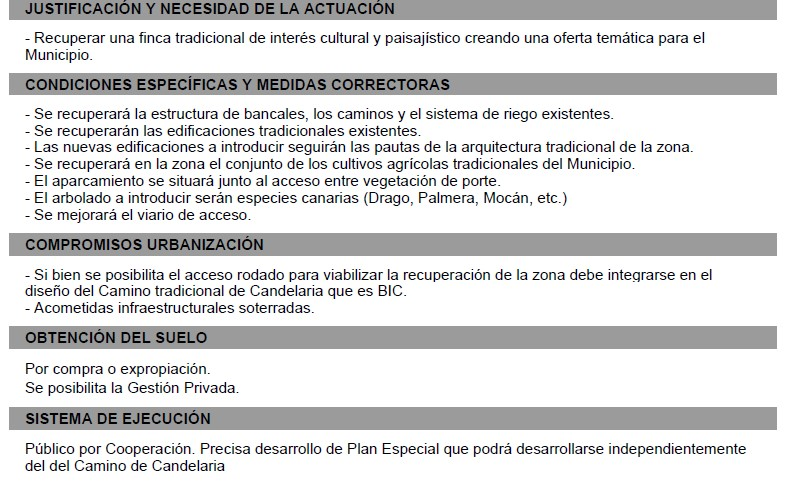 JUSTIFICACIÓN Y NECESIDAD DE LA ACTUACIÓN
- Recuperar una finca tradicional de interés cultural y paisajístico creando una oferta temática para el
Municipio.
CONDICIONES ESPECÍFICAS Y MEDIDAS CORRECTORAS
- Se recuperará la estructura de bancales, los caminos y el sistema de riego existentes.
- Se recuperarán las edificaciones tradicionales existentes.
- Las nuevas edificaciones a introducir seguirán las pautas de la arquitectura tradicional de la zona.
- Se recuperará en la zona el conjunto de los cultivos agrícolas tradicionales del Municipio.
- El aparcamiento se situará junto al acceso entre vegetación de porte.
- El arbolado a introducir serán especies canarias (Drago, Palmera, Mocán, etc.)
- Se mejorará el viario de acceso.
COMPROMISOS URBANIZACIÓN
- Si bien se posibilita el acceso rodado para viabilizar la recuperación de la zona debe integrarse en el
diseño del Camino tradicional de Candelaria que es BIC.
- Acometidas infraestructurales soterradas.
OBTENCIÓN DEL SUELO
Por compra o expropiación.
Se posibilita la Gestión Privada.
SISTEMA DE EJECUCIÓN
Público por Cooperación. Precisa desarrollo de Plan Especial que podrá desarrollarse independientemente
del del Camino de Candelaria